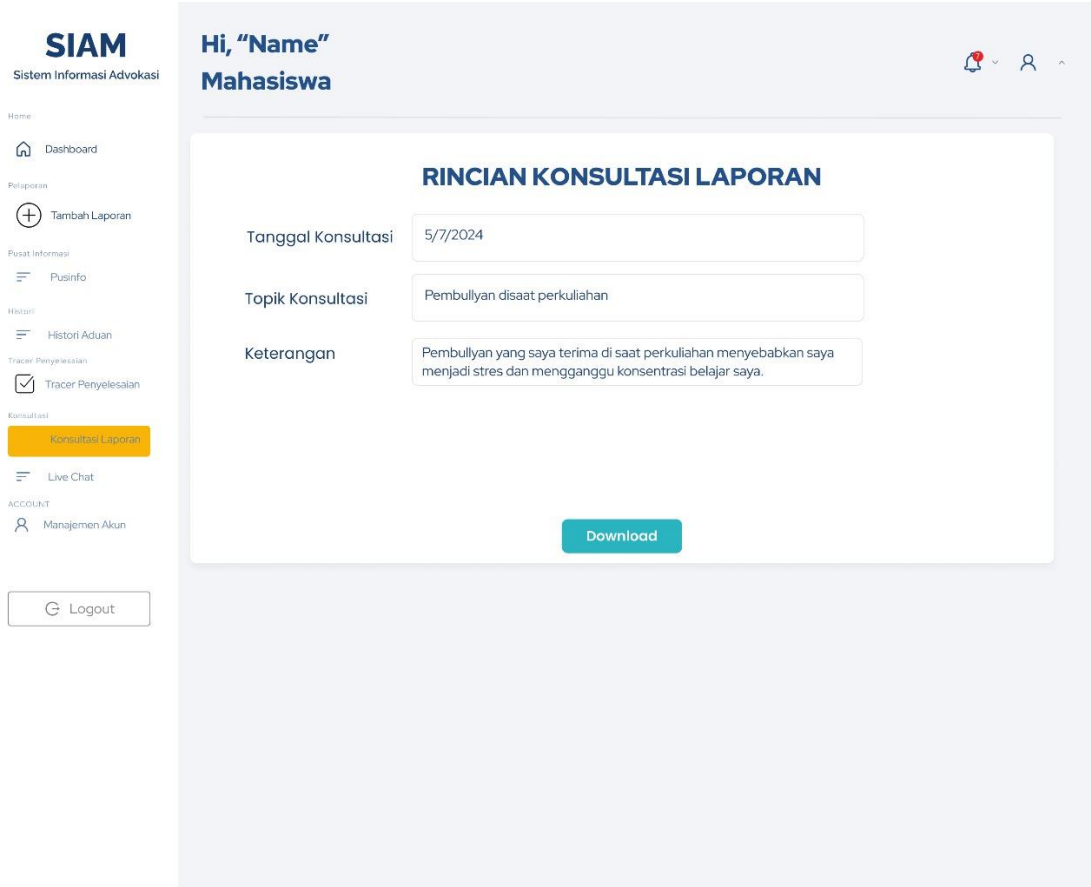 SIAM
Sistem Informasi Advokasi
Home
Dashboard
Pelaporan
Tambah Laporan
Pusat Informasi
Pusinfo
Histori
Histori Aduan
Tracer Penyelesaian
Tracer Penyelesaian
Konsultasi
Konsultasi Laporan
Live Chat
ACCOUNT
Manajemen Akun
Logout
Hi, “Name”
Mahasiswa
7
RINCIAN KONSULTASI LAPORAN
Tanggal Konsultasi
5/7/2024
Topik Konsultasi
Pembullyan disaat perkuliahan
Keterangan
Pembullyan yang saya terima di saat perkuliahan menyebabkan saya
menjadi stres dan mengganggu konsentrasi belajar saya.
Download